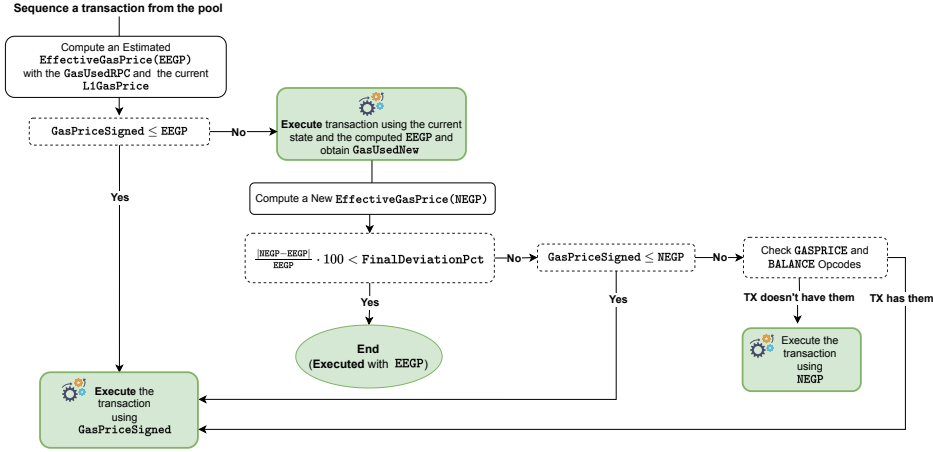 Sequence a transaction from the pool
Compute an Estimated
EffectiveGasPrice(EEGP)
with the GasUsedRPC and the current
L1GasPrice
GasPriceSigned ≤ EEGP
No
Execute transaction using the current
state and the computed EEGP and
obtain GasUsedNew
Yes
Compute a New EffectiveGasPrice(NEGP)
|NEGP−EEGP|
EEGP
· 100 < FinalDeviationPct
No
GasPriceSigned ≤ NEGP
No
Check GASPRICE and
BALANCE Opcodes
Yes
Yes
TX doesn't have them
TX has them
End
(Executed with EEGP)
Execute the
transaction
using
NEGP
Execute the
transaction
using
GasPriceSigned